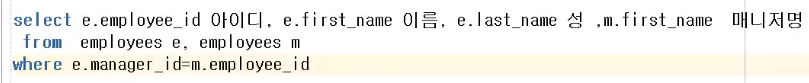 select e.employee_id 아이디, e.first_name 이름, e.last_name 성 ,m.first_name 매니저명
from employees e, employees m
where e.manager_id=m.employee_id